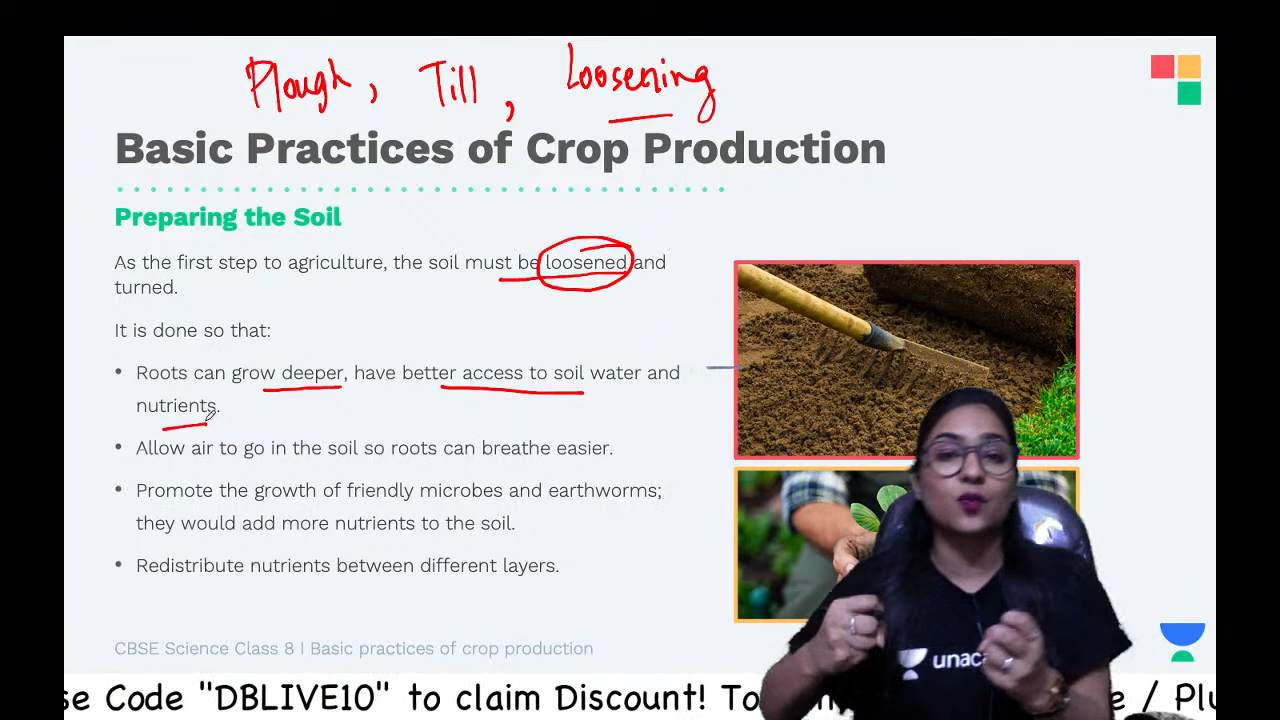 Plough, Till, Loosening
Basic Practices of Crop Production
Preparing the Soil
As the first step to agriculture, the soil must be loosened and
turned.
It is done so that:
• Roots can grow deeper, have better access to soil water and
nutrients.
• Allow air to go in the soil so roots can breathe easier.
• Promote the growth of friendly microbes and earthworms;
they would add more nutrients to the soil.
• Redistribute nutrients between different layers.
unac
CBSE Science Class 8 I Basic practices of crop production
se Code "DBLIVE10" to claim Discount! To e / Plu